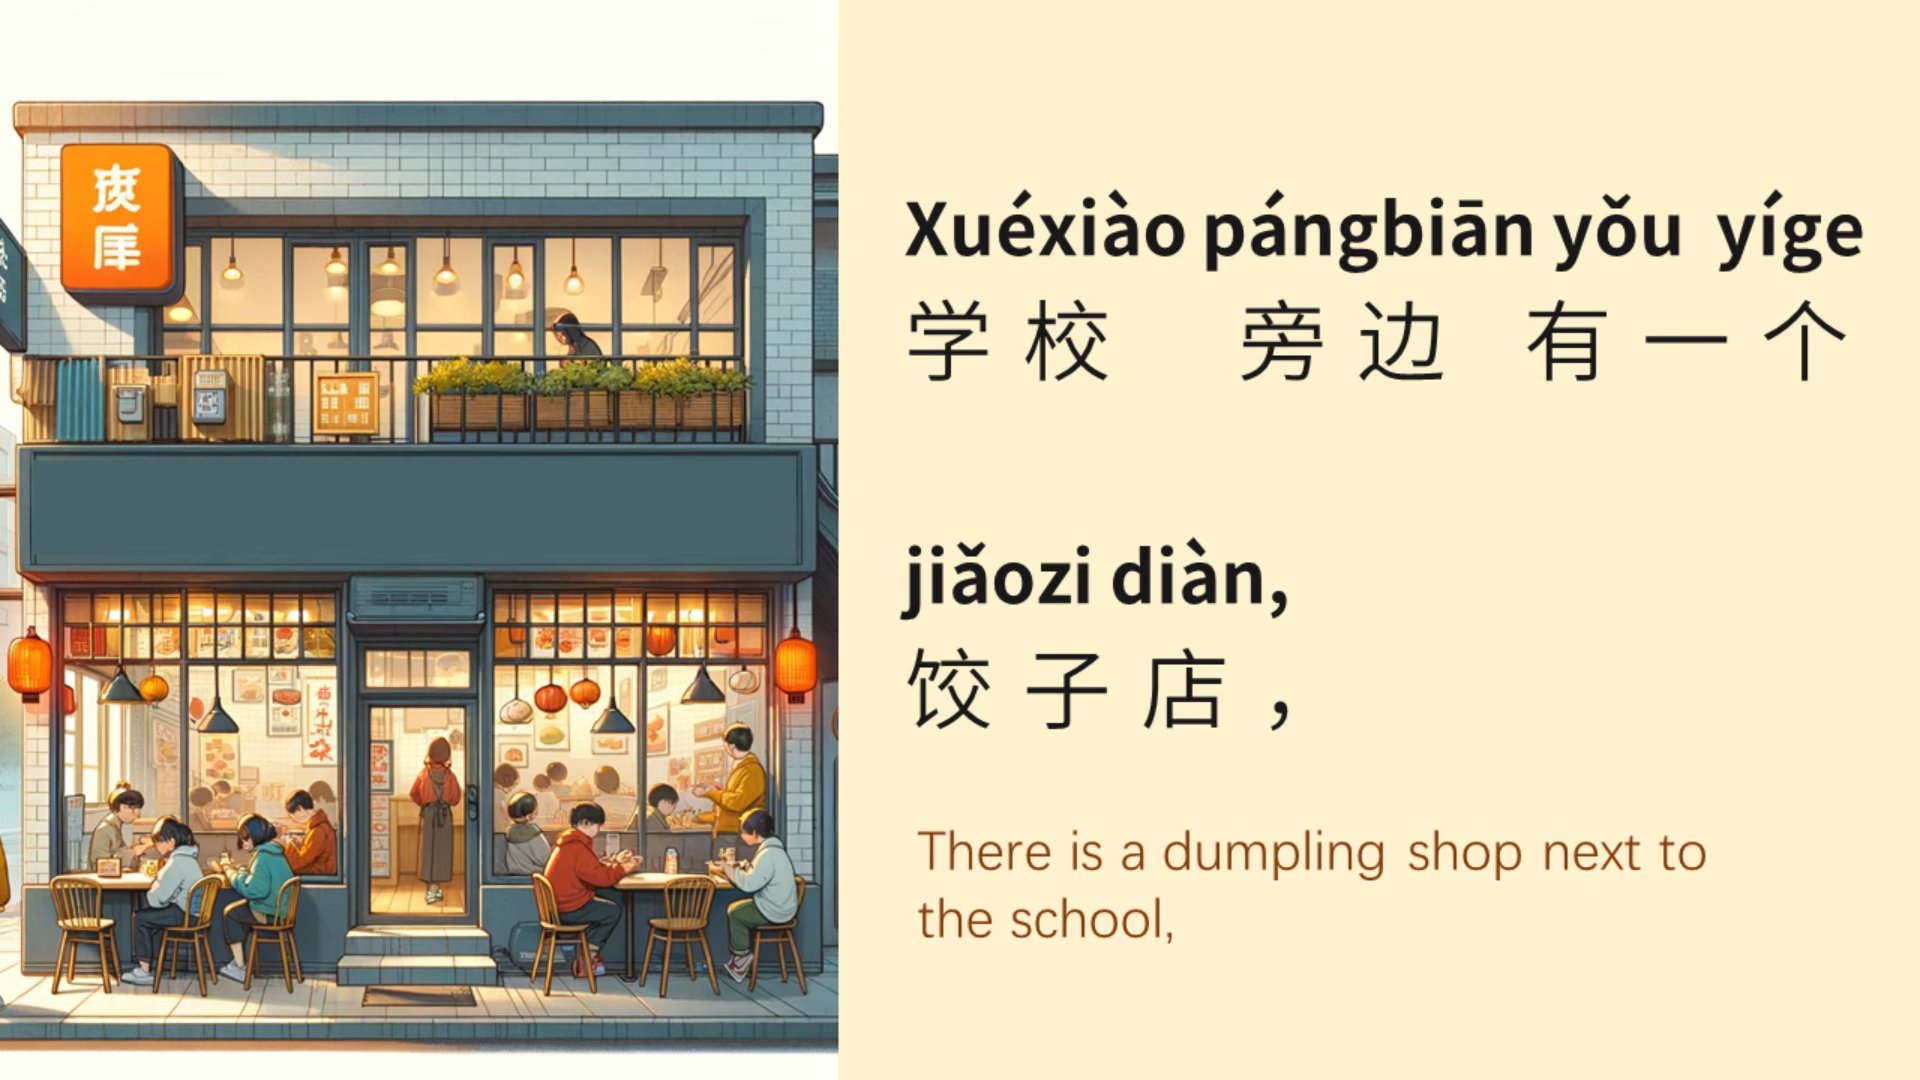 Xuéxiào pángbiān yǒu yíge
学校 旁边 有一个
jiǎozi diàn,
饺子店，
There is a dumpling shop next to
the school,